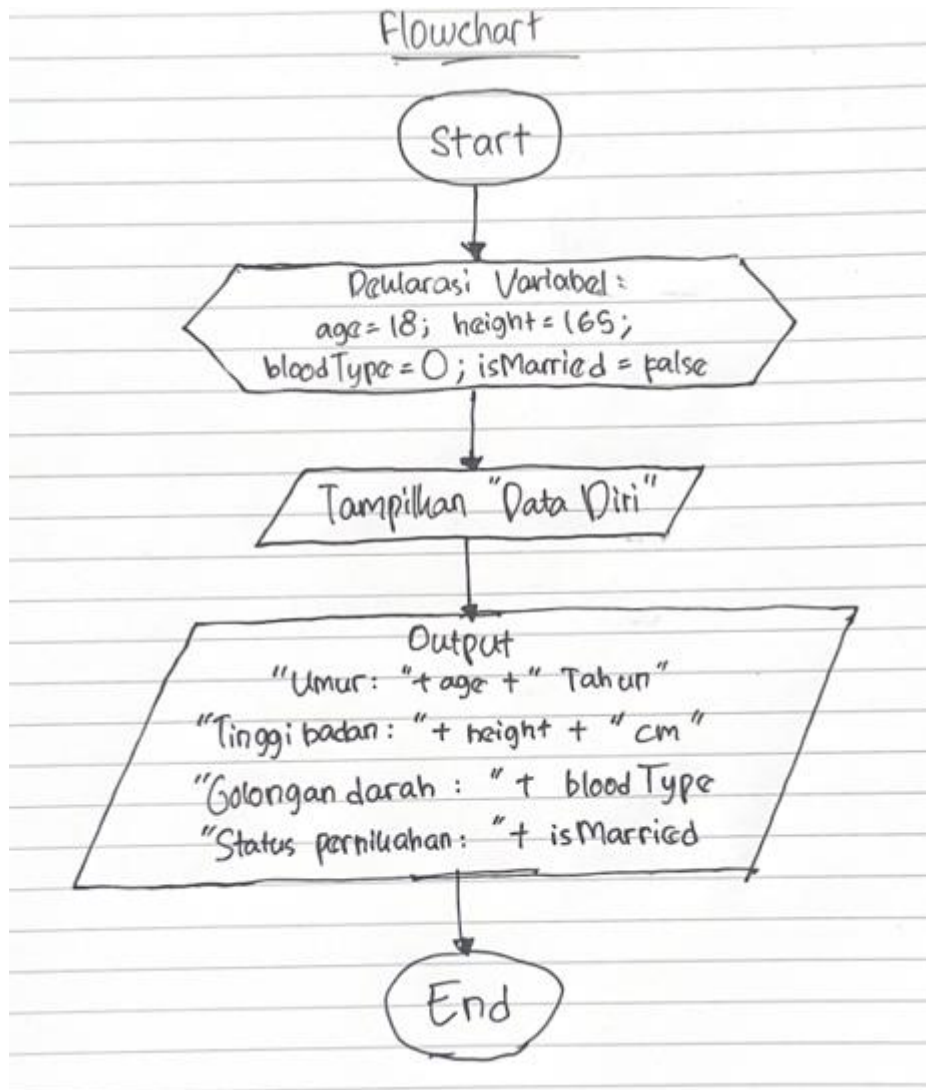 Flowchart
Start
Deklarasi Variabel:
age = 18; height = 165;
bloodType = O; isMarried = false
Tampilkan "Data Diri"
Output
"Umur: " + age + " Tahun"
"Tinggi badan: " + height + " cm"
"Golongan darah : " + bloodType
"Status pernikahan: " + isMarried
End